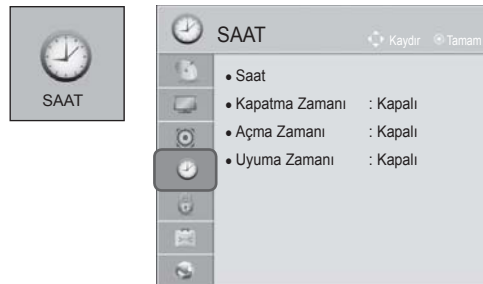 SAAT
SAAT
Kaydır
Tamam
• Saat
• Kapatma Zamanı : Kapalı
• Açma Zamanı : Kapalı
• Uyuma Zamanı : Kapalı